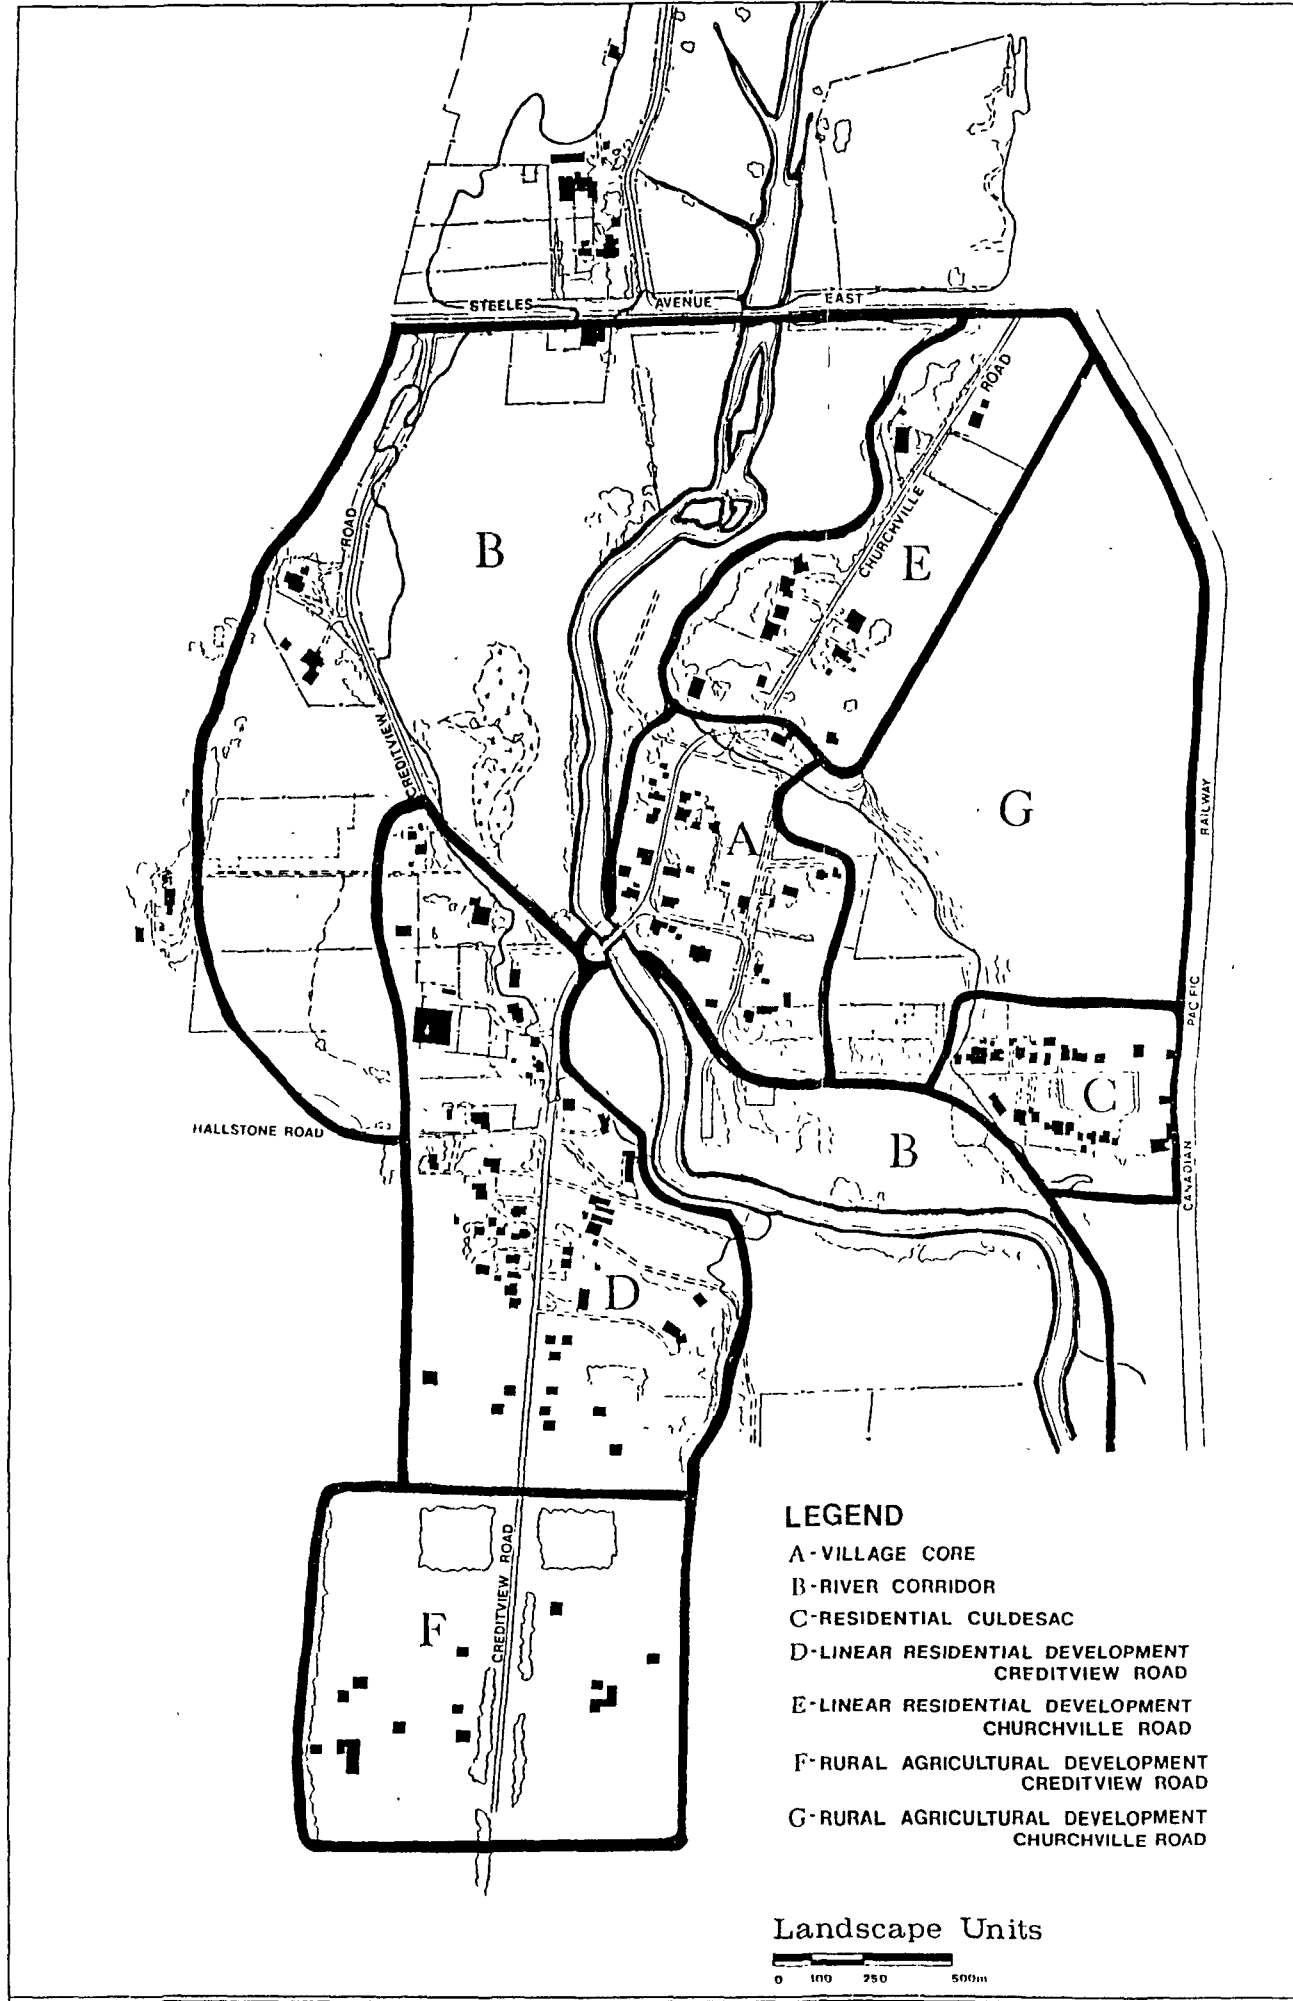 STEELES AVENUE EAST
ROAD
CHURCHVILLE
ROAD
B
E
CREDITVIEW
G
RAILWAY
A
PACIFIC
C
HALLSTONE ROAD
B
CANADIAN
D
CREDITVIEW ROAD
F
LEGEND
A-VILLAGE CORE
B-RIVER CORRIDOR
C-RESIDENTIAL CULDESAC
D-LINEAR RESIDENTIAL DEVELOPMENT
CREDITVIEW ROAD
E-LINEAR RESIDENTIAL DEVELOPMENT
CHURCHVILLE ROAD
F-RURAL AGRICULTURAL DEVELOPMENT
CREDITVIEW ROAD
G-RURAL AGRICULTURAL DEVELOPMENT
CHURCHVILLE ROAD
Landscape Units
0 100 250 500m